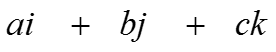 ai + bj + ck